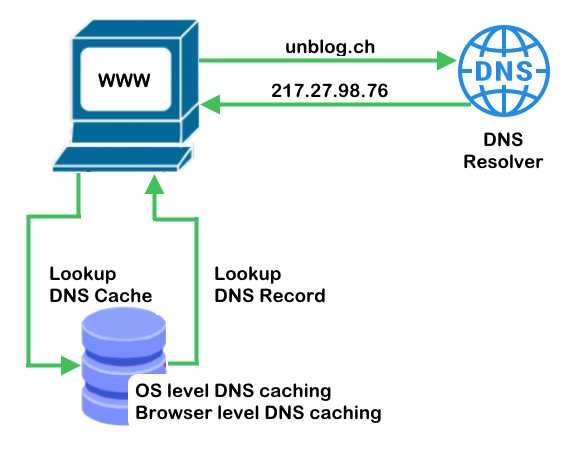 unblog.ch
WWW
DNS
217.27.98.76
DNS
Resolver
Lookup
DNS Cache
Lookup
DNS Record
OS level DNS caching
Browser level DNS caching